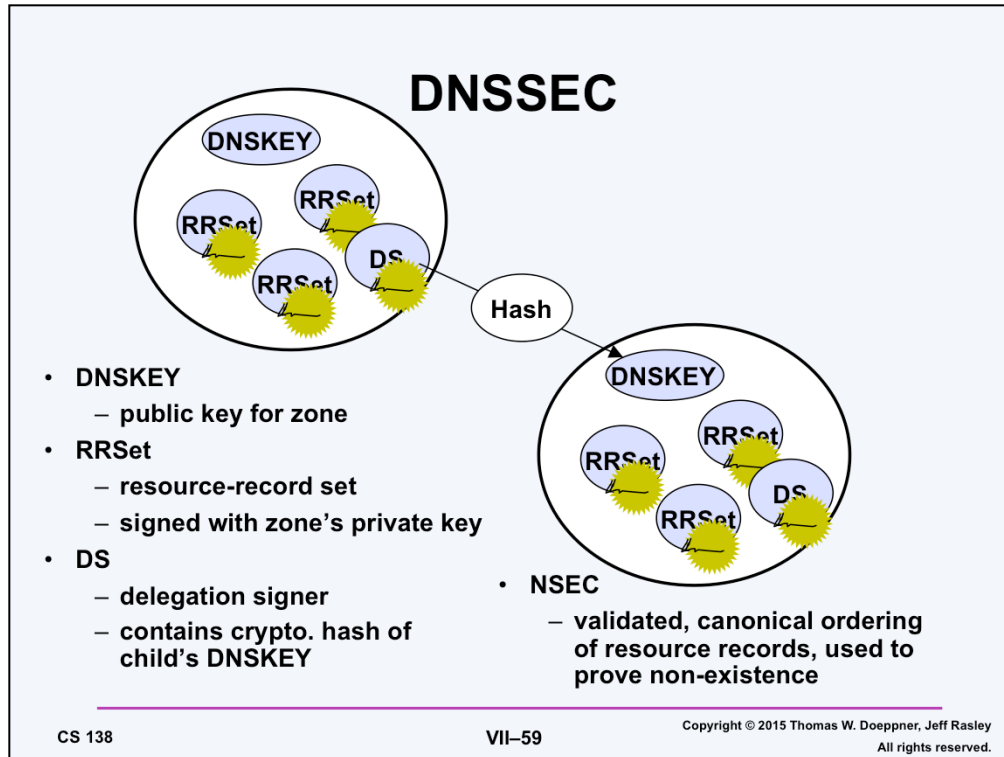 DNSSEC
DNSKEY
RRSet
RRSet
RRSet
DS
Hash
DNSKEY
RRSet
RRSet
RRSet
DS
• DNSKEY
– public key for zone
• RRSet
– resource-record set
– signed with zone's private key
• DS
– delegation signer
– contains crypto. hash of
child's DNSKEY
• NSEC
– validated, canonical ordering
of resource records, used to
prove non-existence
CS 138
VII–59
Copyright © 2015 Thomas W. Doeppner, Jeff Rasley
All rights reserved.